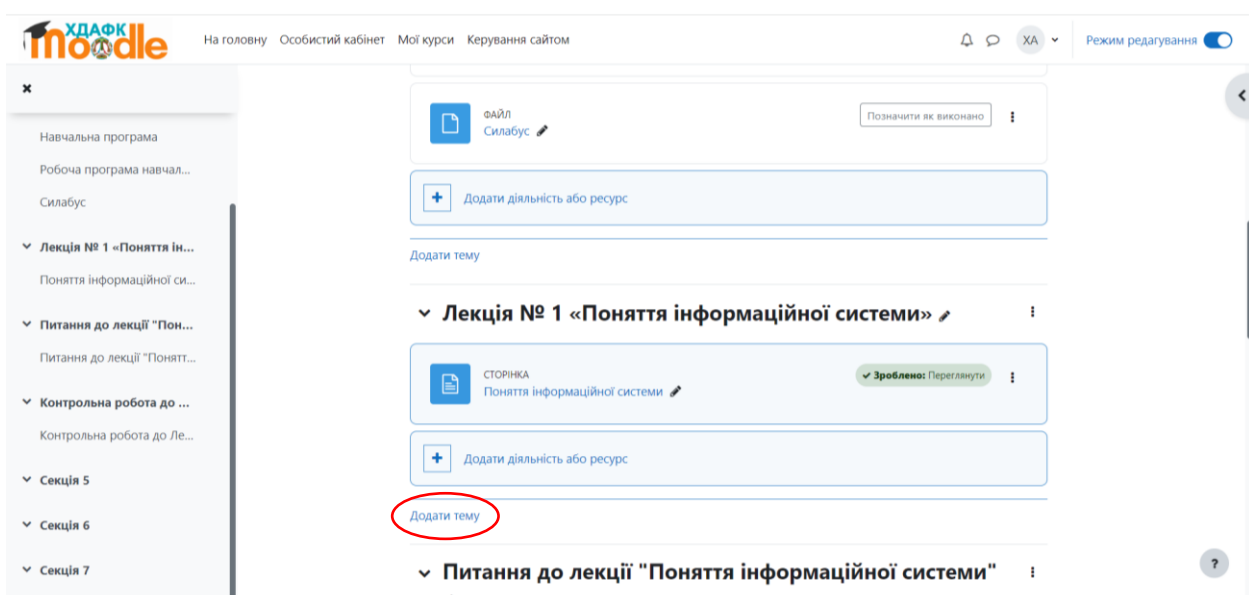 ХДАФК
moodle
На головну Особистий кабінет Мої курси Керування сайтом
ХА
Режим редагування
Навчальна програма
Робоча програма навчал...
Силабус
Лекція № 1 «Поняття ін...
Поняття інформаційної си...
Питання до лекції "Пон...
Питання до лекції "Понятт...
Контрольна робота до ...
Контрольна робота до Ле...
Секція 5
Секція 6
Секція 7
ФАЙЛ
Силабус
Позначити як виконано
+ Додати діяльність або ресурс
Додати тему
Лекція № 1 «Поняття інформаційної системи»
СТОРІНКА
Поняття інформаційної системи
✔ Зроблено: Переглянути
+ Додати діяльність або ресурс
Додати тему
Питання до лекції "Поняття інформаційної системи"
?